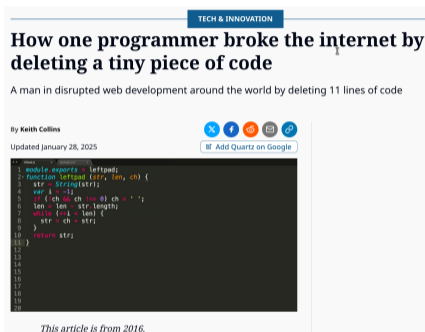 TECH & INNOVATION
How one programmer broke the internet by
deleting a tiny piece of code
A man in disrupted web development around the world by deleting 11 lines of code
By Keith Collins
Updated January 28, 2025
Add Quartz on Google
1 module.exports = leftpad;
2 function leftpad (str, len, ch) {
3 str = String(str);
4 var i = -1;
5 if (!ch && ch !== 0) ch = ' ';
6 len = len - str.length;
7 while (++i < len) {
8 str = ch + str;
9 }
10 return str;
11 }
12
13
14
15
16
17
18
19
20
This article is from 2016.